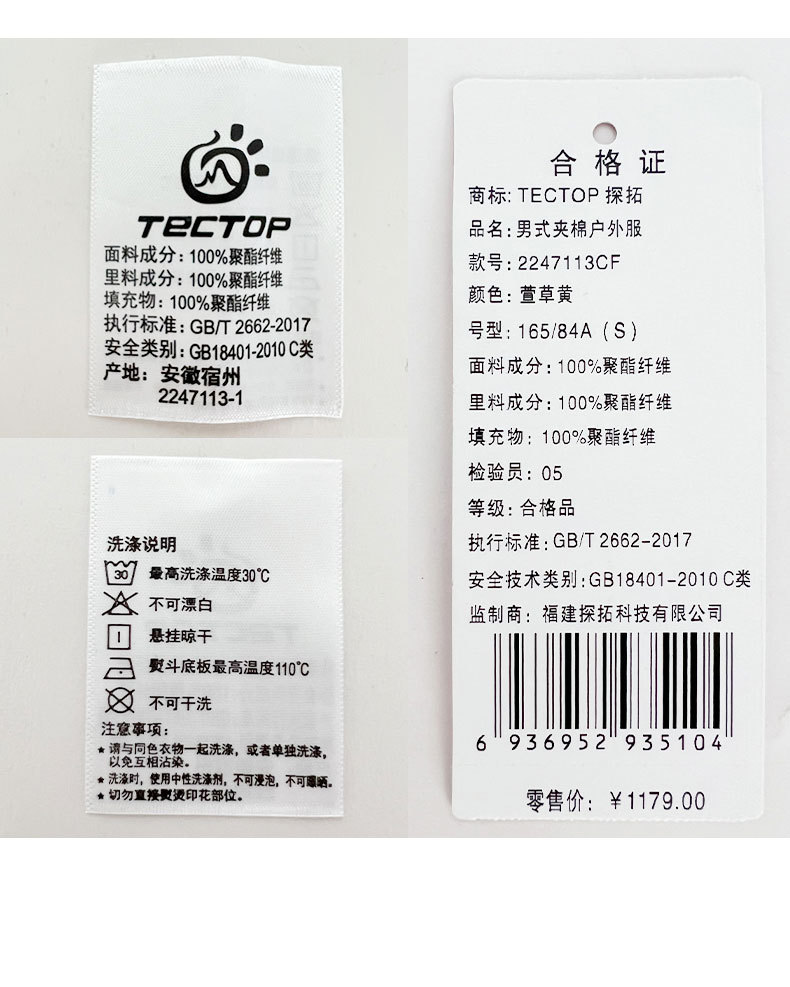 TECTOP
面料成分：100%聚酯纤维
里料成分：100%聚酯纤维
填充物：100%聚酯纤维
执行标准：GB/T 2662-2017
安全类别：GB18401-2010 C类
产地：安徽宿州
2247113-1
洗涤说明
30 最高洗涤温度30℃
不可漂白
悬挂晾干
熨斗底板最高温度110℃
不可干洗
注意事项：
★请与同色衣物一起洗涤，或者单独洗涤，
以免互相沾染。
★洗涤时，使用中性洗涤剂，不可浸泡，不可曝晒。
★切勿直接熨烫印花部位。
合格证
商标：TECTOP 探拓
品名：男式夹棉户外服
款号：2247113CF
颜色：萱草黄
号型：165/84A（S）
面料成分：100%聚酯纤维
里料成分：100%聚酯纤维
填充物：100%聚酯纤维
检验员：05
等级：合格品
执行标准：GB/T 2662-2017
安全技术类别：GB18401-2010 C类
监制商：福建探拓科技有限公司
6 936952 935104
零售价：￥1179.00